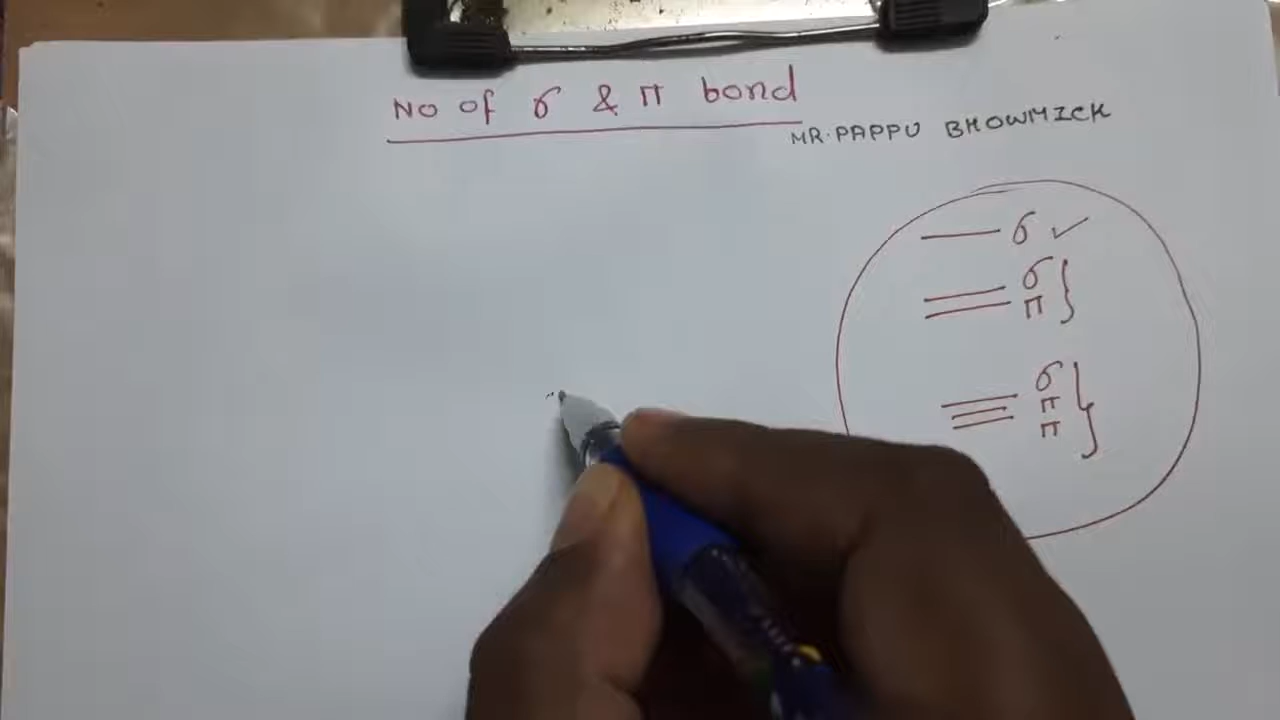 No of σ & π bond
MR. PAPPU BHOWMICK
— σ ✓
= σ
π }
≡ σ
π
π }